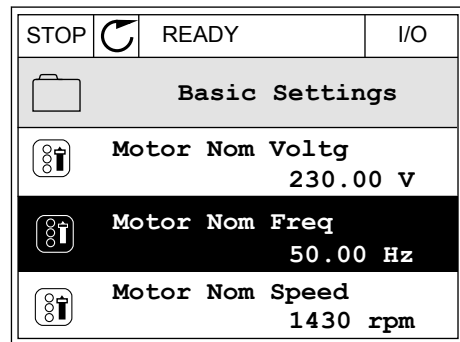 STOP READY I/O
Basic Settings
Motor Nom Voltg
230.00 V
Motor Nom Freq
50.00 Hz
Motor Nom Speed
1430 rpm